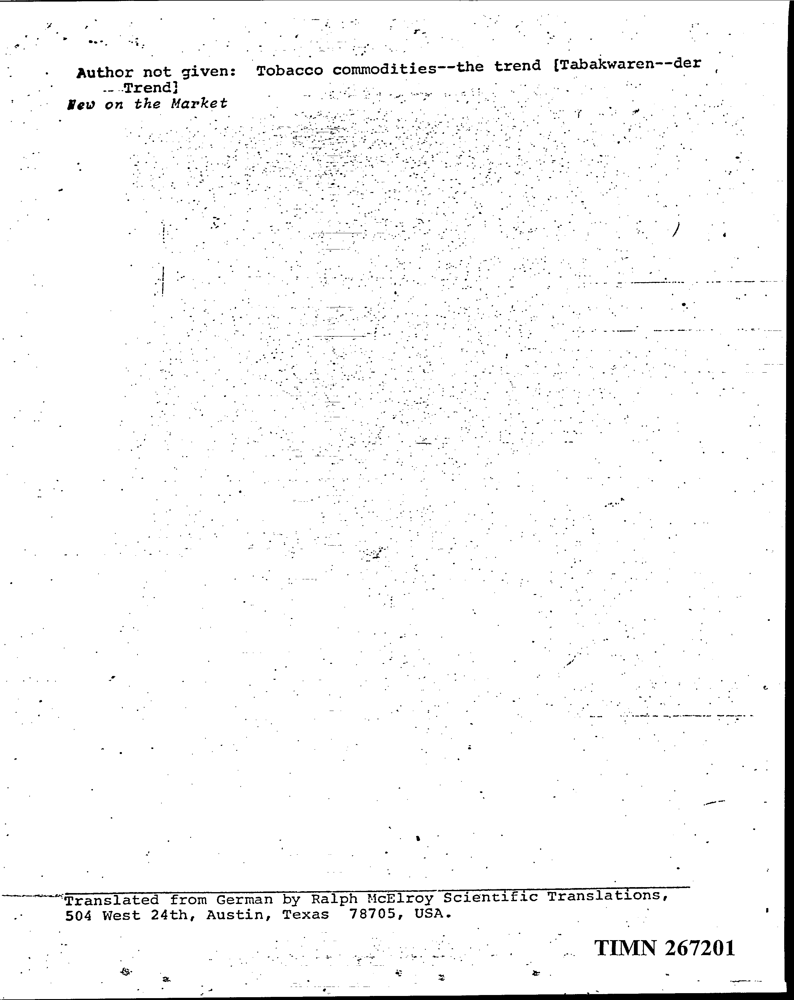 Author not given: Tobacco commodities--the trend [Tabakwaren--der
Trend]
New on the Market
Translated from German by Ralph McElroy Scientific Translations,
504 West 24th, Austin, Texas 78705, USA.
TIMN 267201